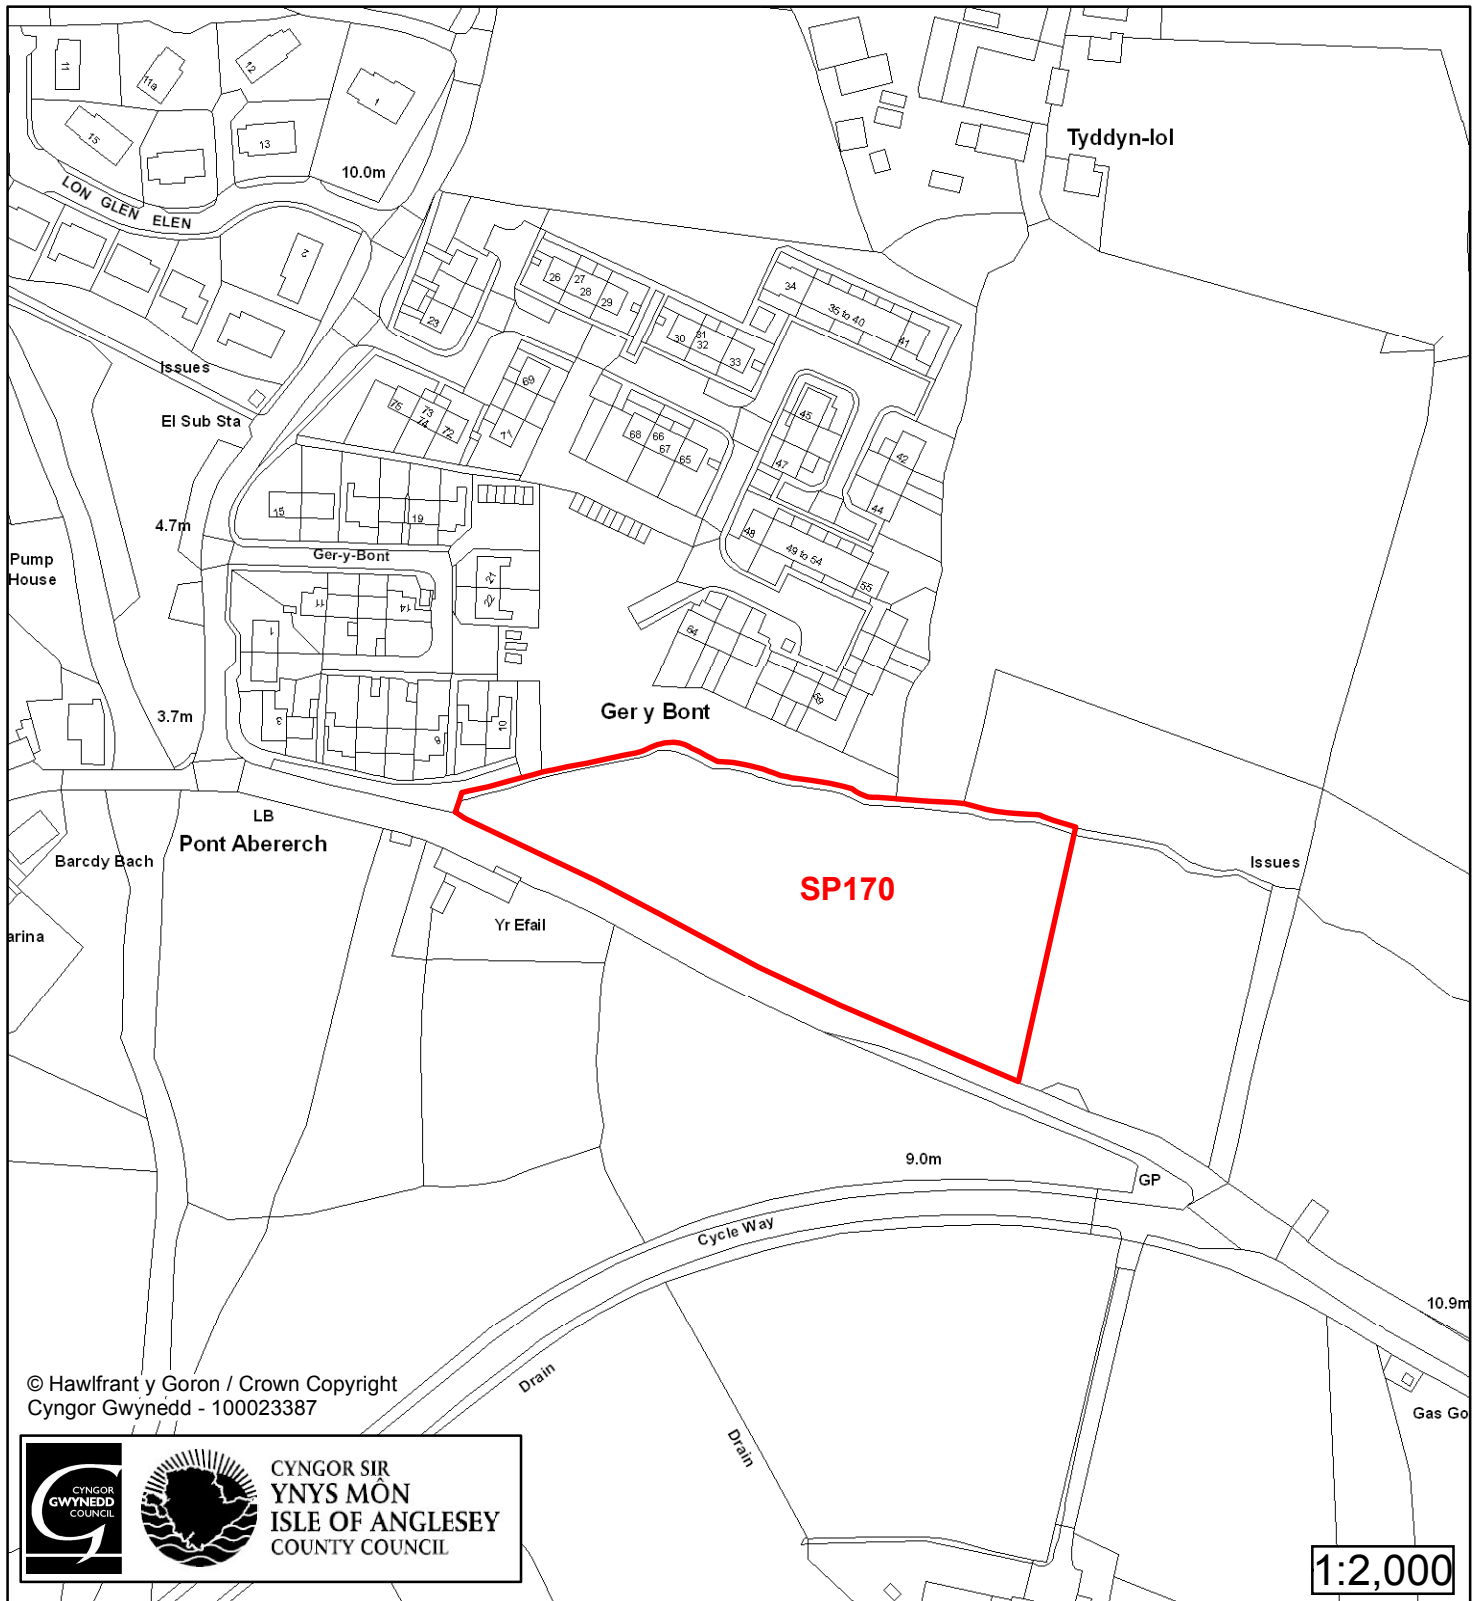 11
11a
12
1
15
13
10.0m
Tyddyn-Iol
LON GLEN ELEN
2
26
27
28
29
34
35 to 40
41
23
30
31
32
33
Issues
El Sub Sta
69
75
73
74
72
71
45
68
66
67
65
47
42
44
15
19
4.7m
48
49 to 54
55
Ger-y-Bont
Pump
House
21
22
11
14
1
64
59
3.7m
3
8
10
Ger y Bont
LB
Pont Abererch
Barcdy Bach
Issues
SP170
Yr Efail
arina
9.0m
GP
Cycle Way
10.9m
Drain
Drain
Gas Go
© Hawlfraint y Goron / Crown Copyright
Cyngor Gwynedd - 100023387
CYNGOR
GWYNEDD
COUNCIL
CYNGOR SIR
YNYS MÔN
ISLE OF ANGLESEY
COUNTY COUNCIL
1:2,000